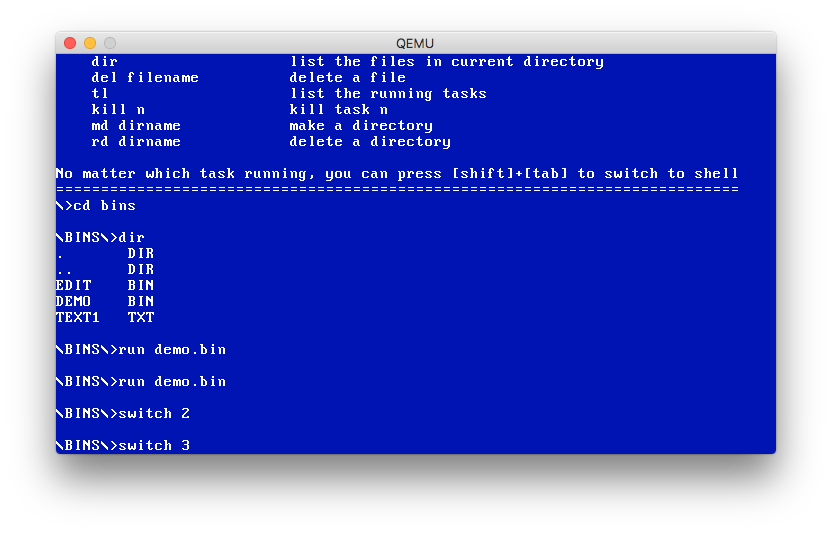 QEMU
dir list the files in current directory
del filename delete a file
tl list the running tasks
kill n kill task n
md dirname make a directory
rd dirname delete a directory
No matter which task running, you can press [shift]+[tab] to switch to shell
============================================================================
\>cd bins
\BINS\>dir
. DIR
.. DIR
EDIT BIN
DEMO BIN
TEXT1 TXT
\BINS\>run demo.bin
\BINS\>run demo.bin
\BINS\>switch 2
\BINS\>switch 3